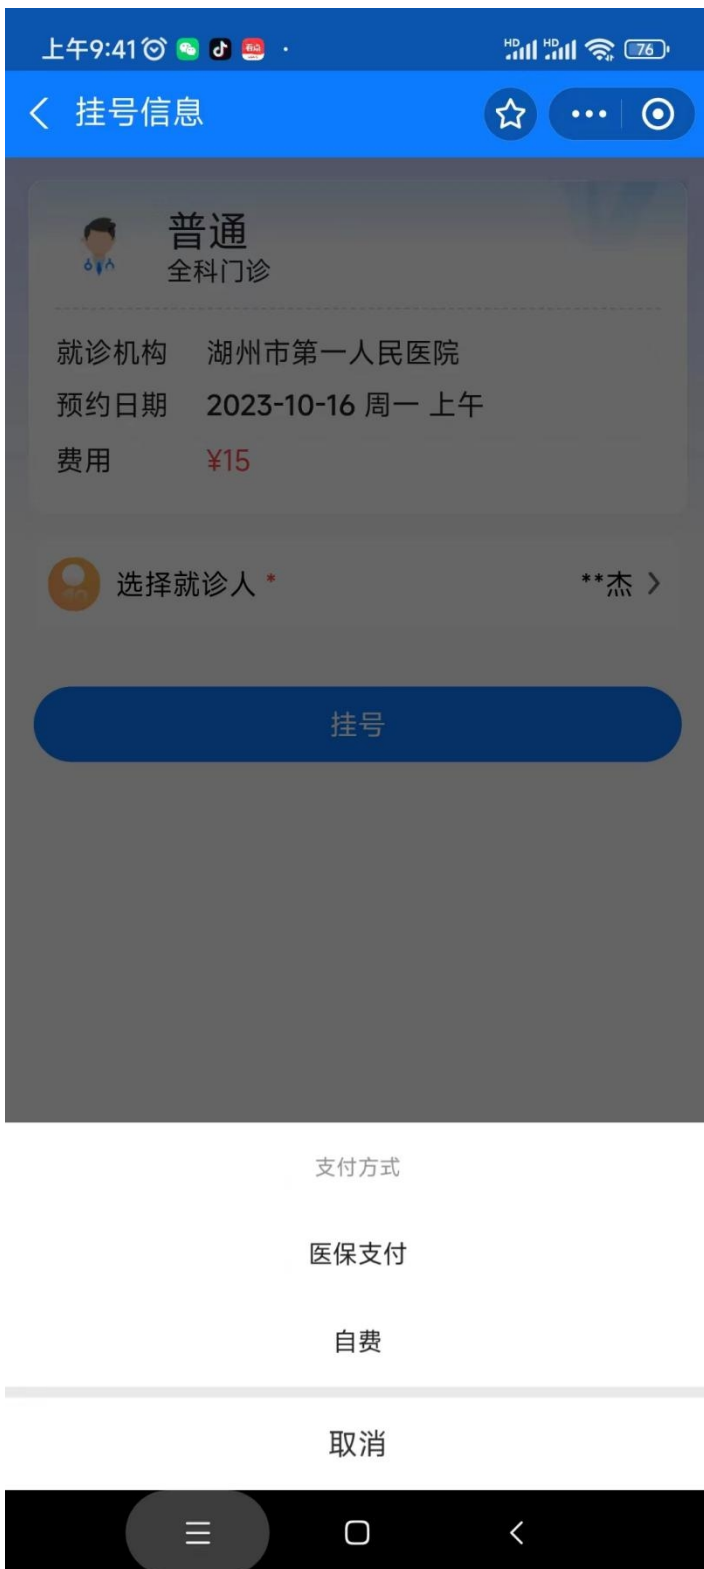 上午9:41
HD HD 76
挂号信息
普通
全科门诊
就诊机构 湖州市第一人民医院
预约日期 2023-10-16 周一 上午
费用 ¥15
选择就诊人 * **杰
挂号
支付方式
医保支付
自费
取消